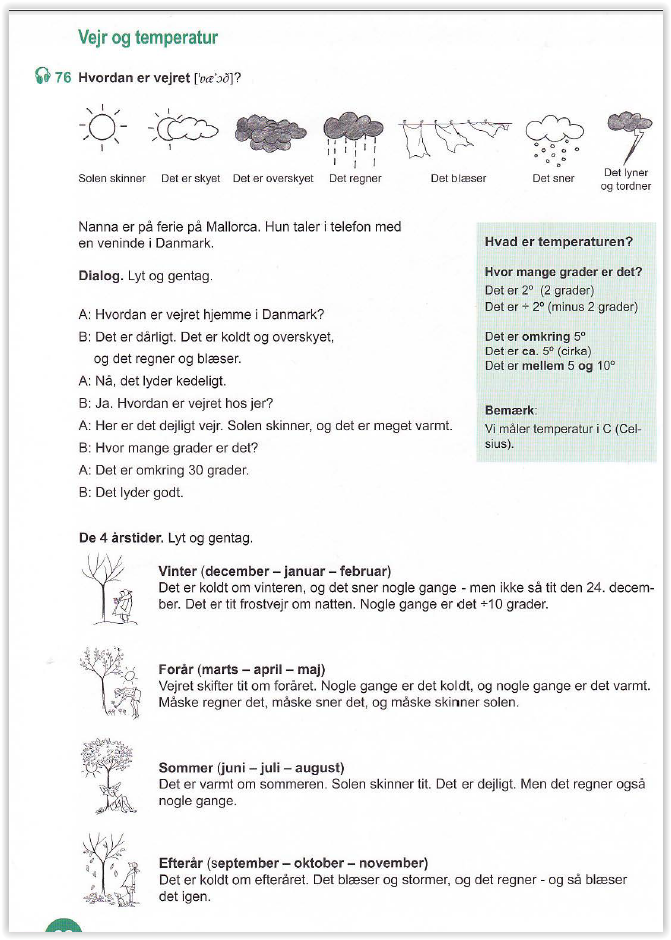 Vejr og temperatur
76 Hvordan er vejret ['væˀɔð]?
Solen skinner Det er skyet Det er overskyet Det regner Det blæser Det sner Det lyner
og tordner
Nanna er på ferie på Mallorca. Hun taler i telefon med
en veninde i Danmark.
Dialog. Lyt og gentag.
A: Hvordan er vejret hjemme i Danmark?
B: Det er dårligt. Det er koldt og overskyet,
og det regner og blæser.
A: Nå, det lyder kedeligt.
B: Ja. Hvordan er vejret hos jer?
A: Her er det dejligt vejr. Solen skinner, og det er meget varmt.
B: Hvor mange grader er det?
A: Det er omkring 30 grader.
B: Det lyder godt.
Hvad er temperaturen?
Hvor mange grader er det?
Det er 2º (2 grader)
Det er ÷ 2º (minus 2 grader)
Det er omkring 5º
Det er ca. 5º (cirka)
Det er mellem 5 og 10º
Bemærk:
Vi måler temperatur i C (Cel-
sius).
De 4 årstider. Lyt og gentag.
Vinter (december – januar – februar)
Det er koldt om vinteren, og det sner nogle gange - men ikke så tit den 24. decem-
ber. Det er tit frostvejr om natten. Nogle gange er det ÷10 grader.
Forår (marts – april – maj)
Vejret skifter tit om foråret. Nogle gange er det koldt, og nogle gange er det varmt.
Måske regner det, måske sner det, og måske skinner solen.
Sommer (juni – juli – august)
Det er varmt om sommeren. Solen skinner tit. Det er dejligt. Men det regner også
nogle gange.
Efterår (september – oktober – november)
Det er koldt om efteråret. Det blæser og stormer, og det regner - og så blæser
det igen.